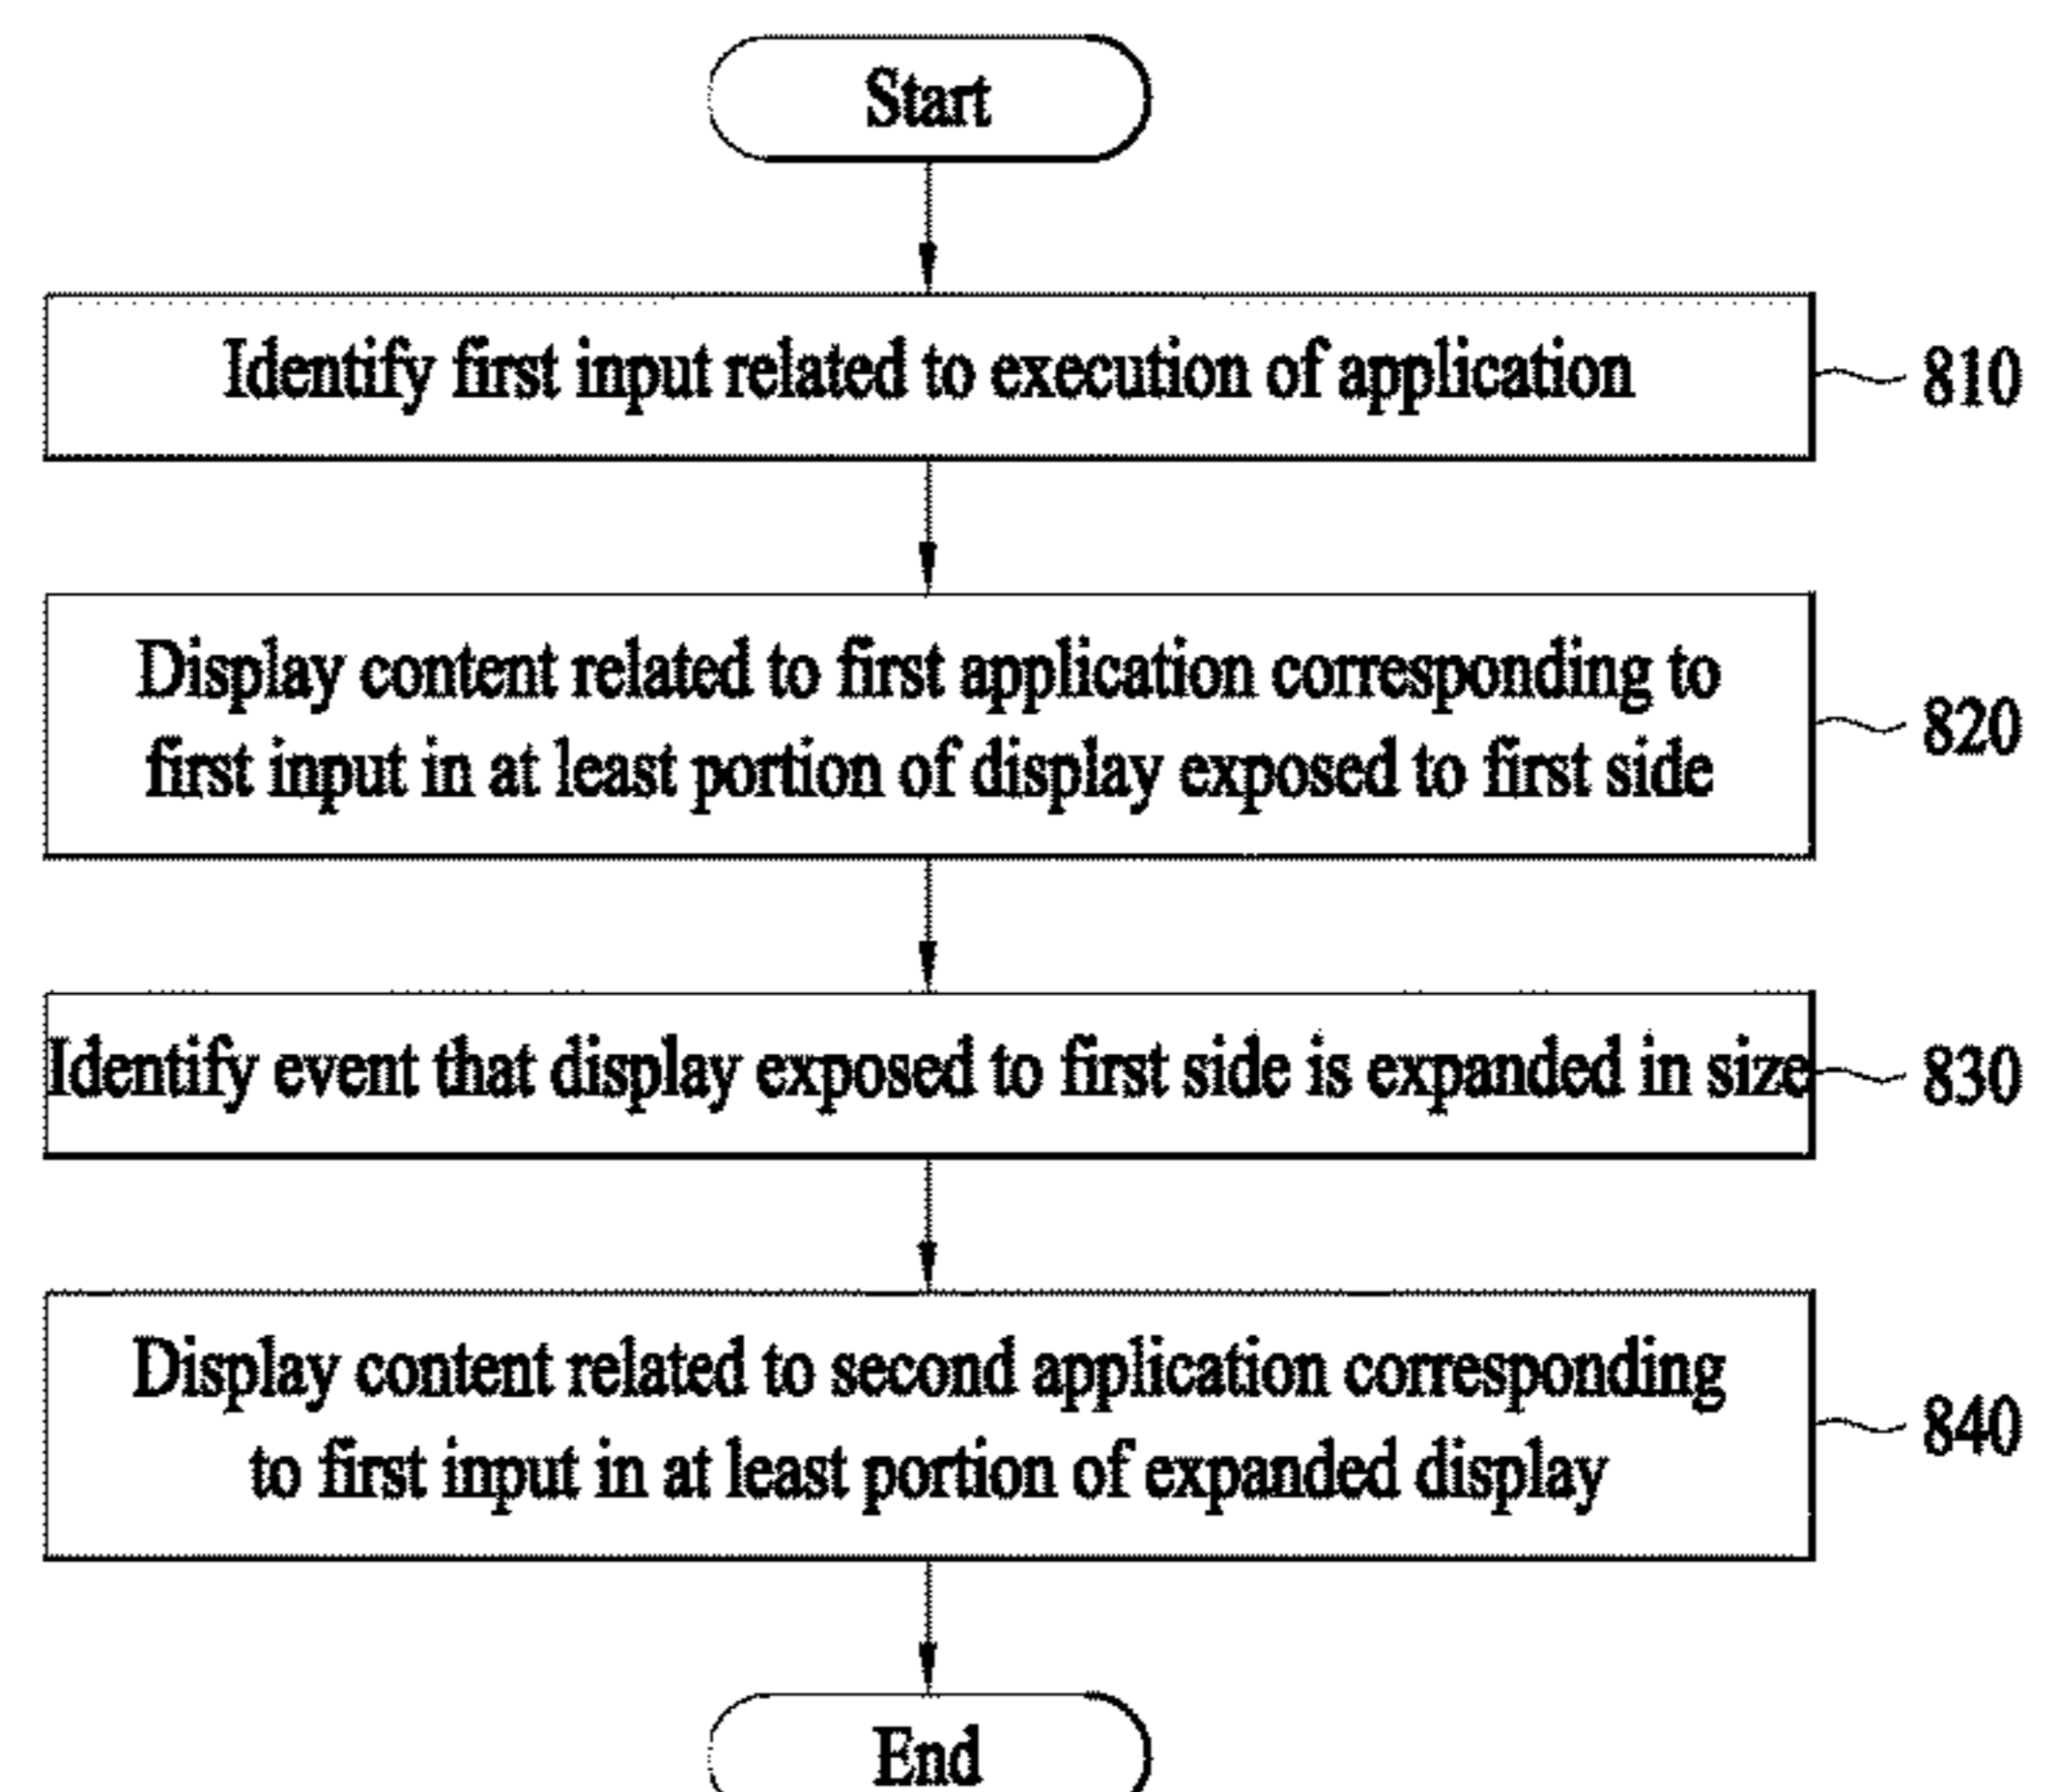 Start
Identify first input related to execution of application
810
Display content related to first application corresponding to
first input in at least portion of display exposed to first side
820
Identify event that display exposed to first side is expanded in size
830
Display content related to second application corresponding
to first input in at least portion of expanded display
840
End